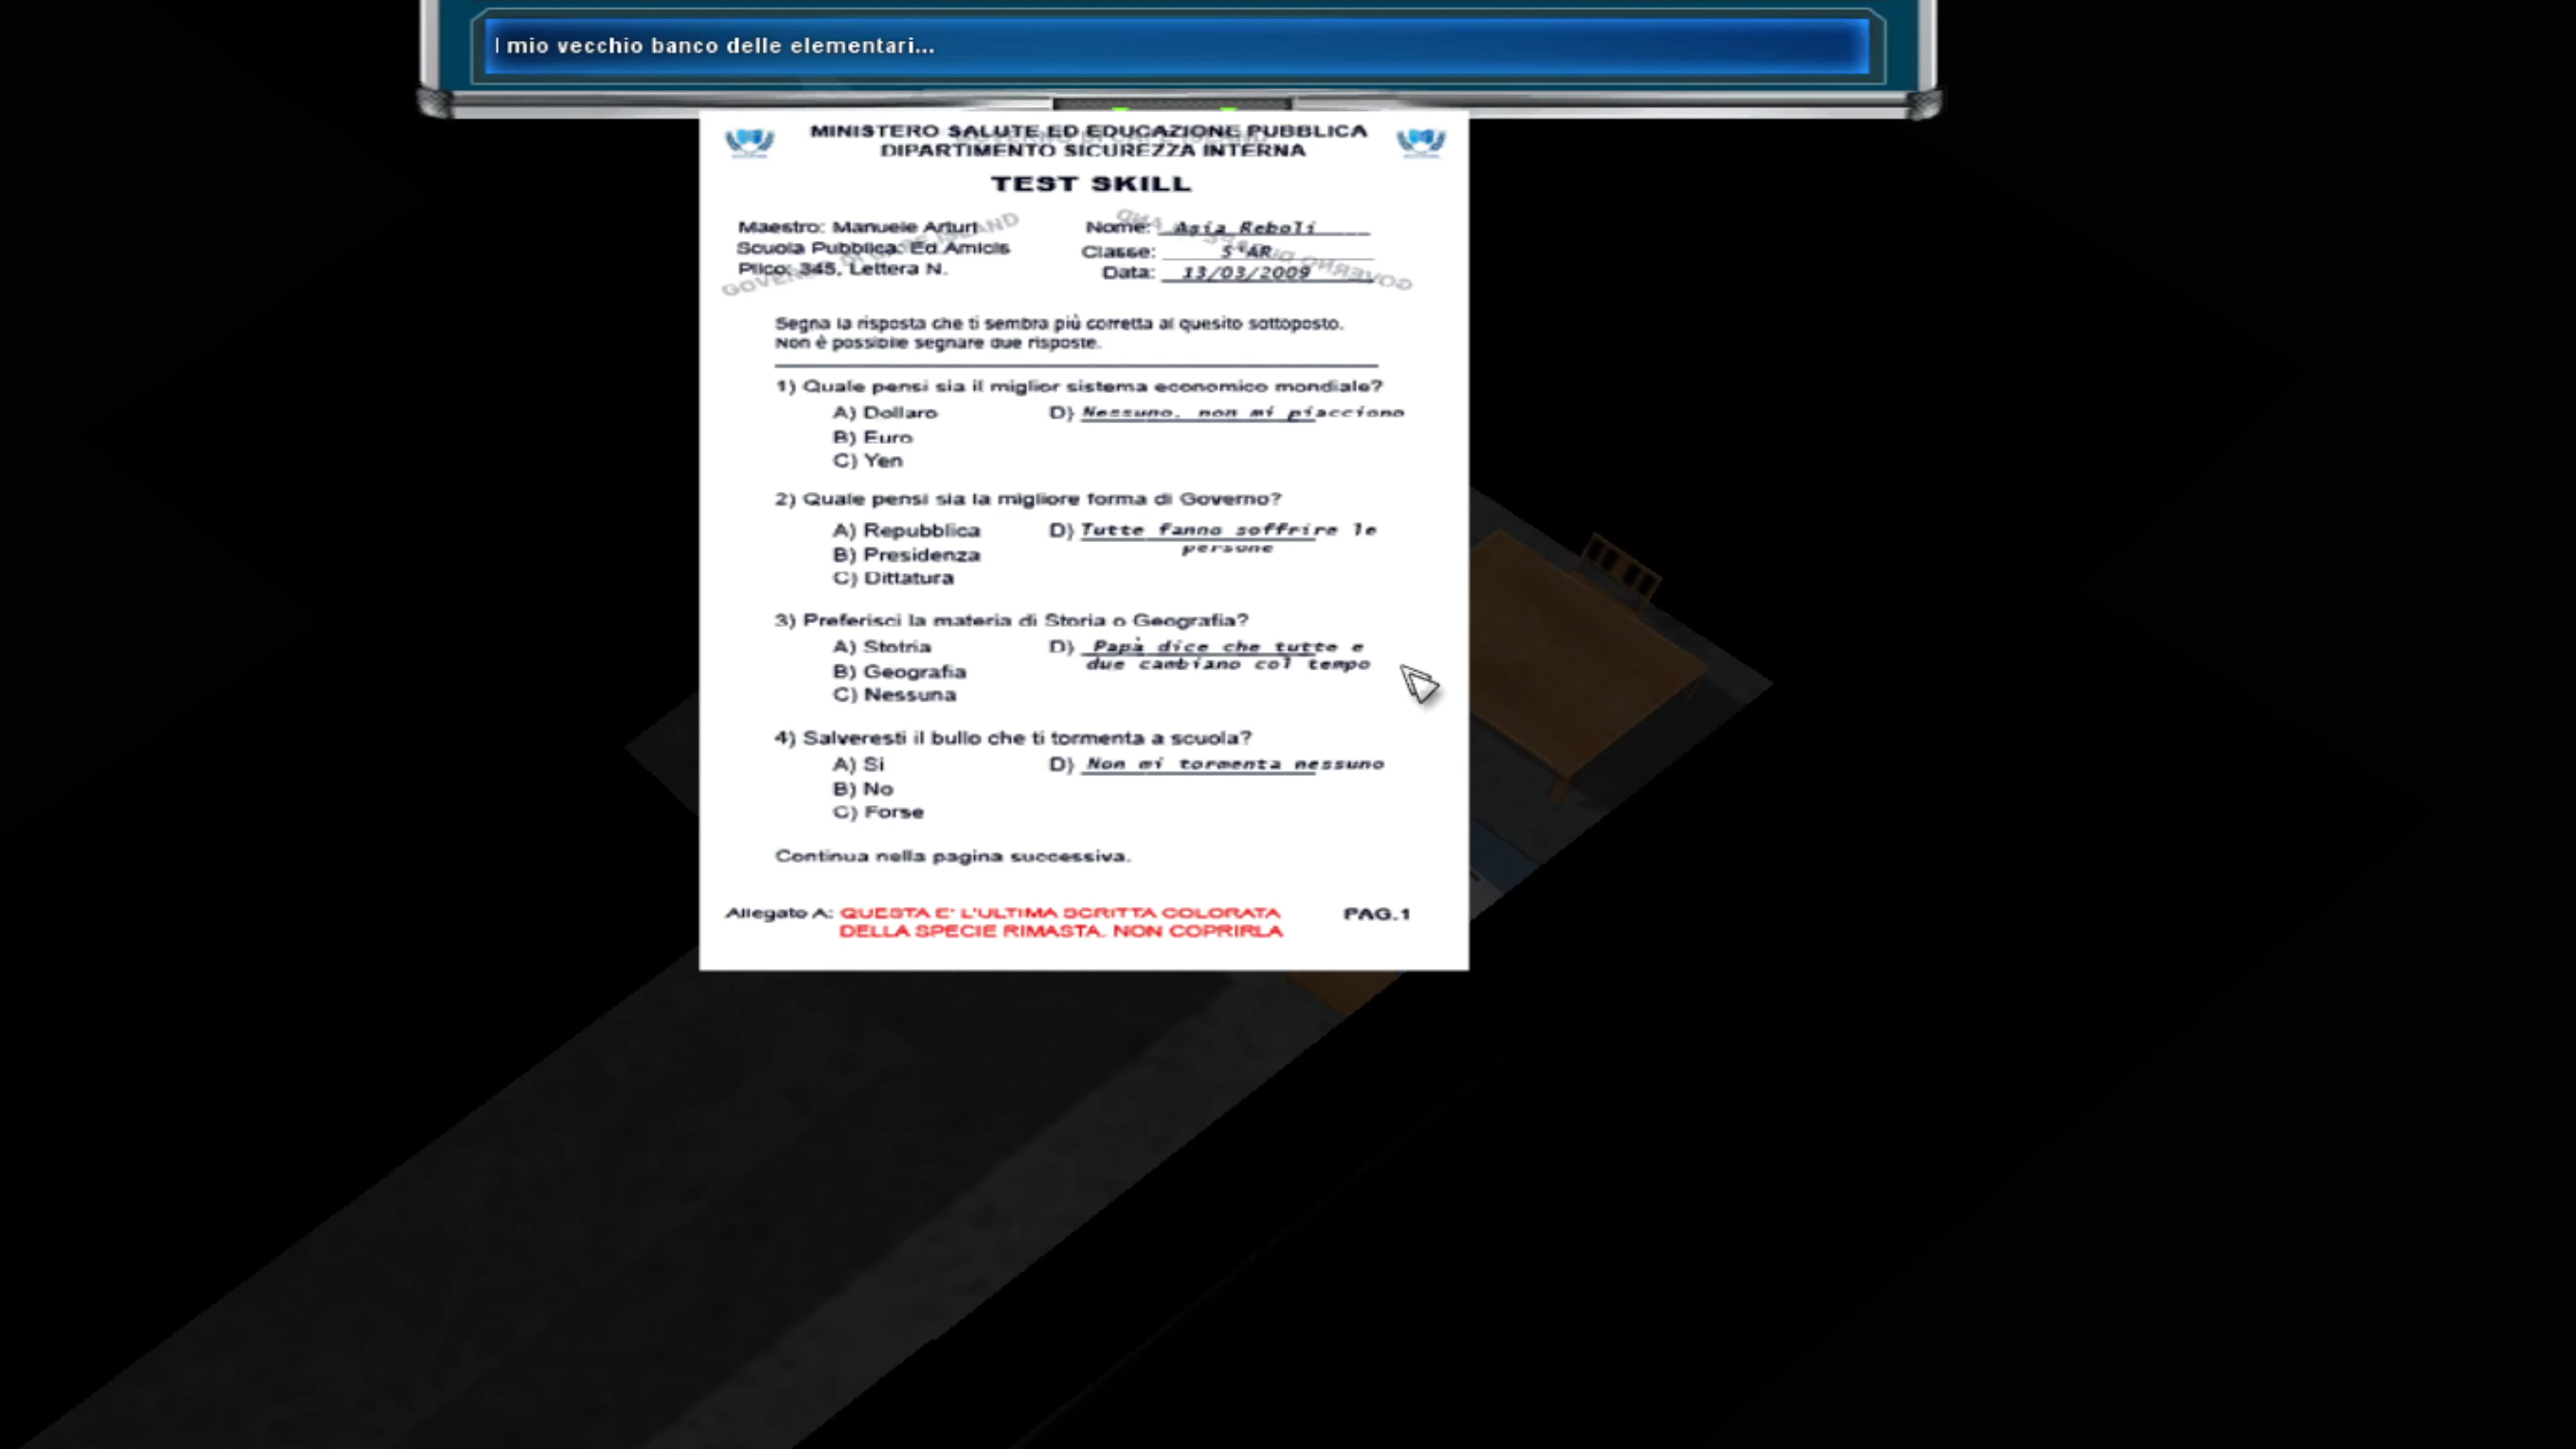 I mio vecchio banco delle elementari...
MINISTERO SALUTE ED EDUCAZIONE PUBBLICA
DIPARTIMENTO SICUREZZA INTERNA
TEST SKILL
Maestro: Manuele Arturi
Nome: Asia Reboli
Scuola Pubblica: Ed Amicis
Classe: 5°AR
Plico: 345, Lettera N.
Data: 13/03/2009
Segna la risposta che ti sembra più corretta al quesito sottoposto.
Non è possibile segnare due risposte.
1) Quale pensi sia il miglior sistema economico mondiale?
A) Dollaro
D) Nessuno. non mi piacciono
B) Euro
C) Yen
2) Quale pensi sia la migliore forma di Governo?
A) Repubblica
D) Tutte fanno soffrire le
persone
B) Presidenza
C) Dittatura
3) Preferisci la materia di Storia o Geografia?
A) Stotria
D) Papà dice che tutte e
due cambiano col tempo
B) Geografia
C) Nessuna
4) Salveresti il bullo che ti tormenta a scuola?
A) Si
D) Non mi tormenta nessuno
B) No
C) Forse
Continua nella pagina successiva.
Allegato A: QUESTA E' L'ULTIMA SCRITTA COLORATA
DELLA SPECIE RIMASTA. NON COPRIRLA
PAG.1